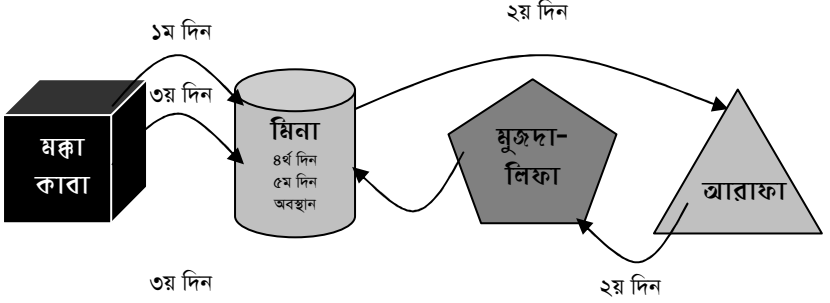 ২য় দিন
১ম দিন
৩য় দিন
মক্কা
কাবা
মিনা
৪র্থ দিন
৫ম দিন
অবস্থান
মুজদা-
লিফা
আরাফা
৩য় দিন
২য় দিন